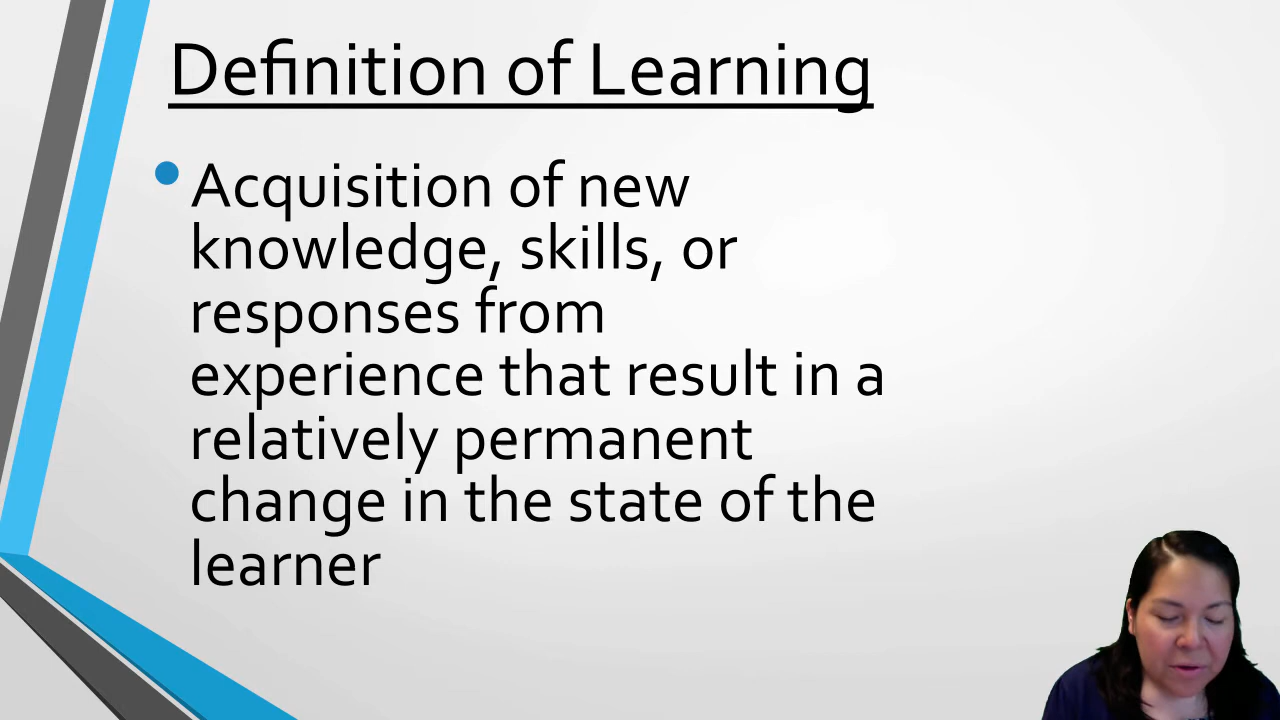 Definition of Learning
• Acquisition of new
knowledge, skills, or
responses from
experience that result in a
relatively permanent
change in the state of the
learner